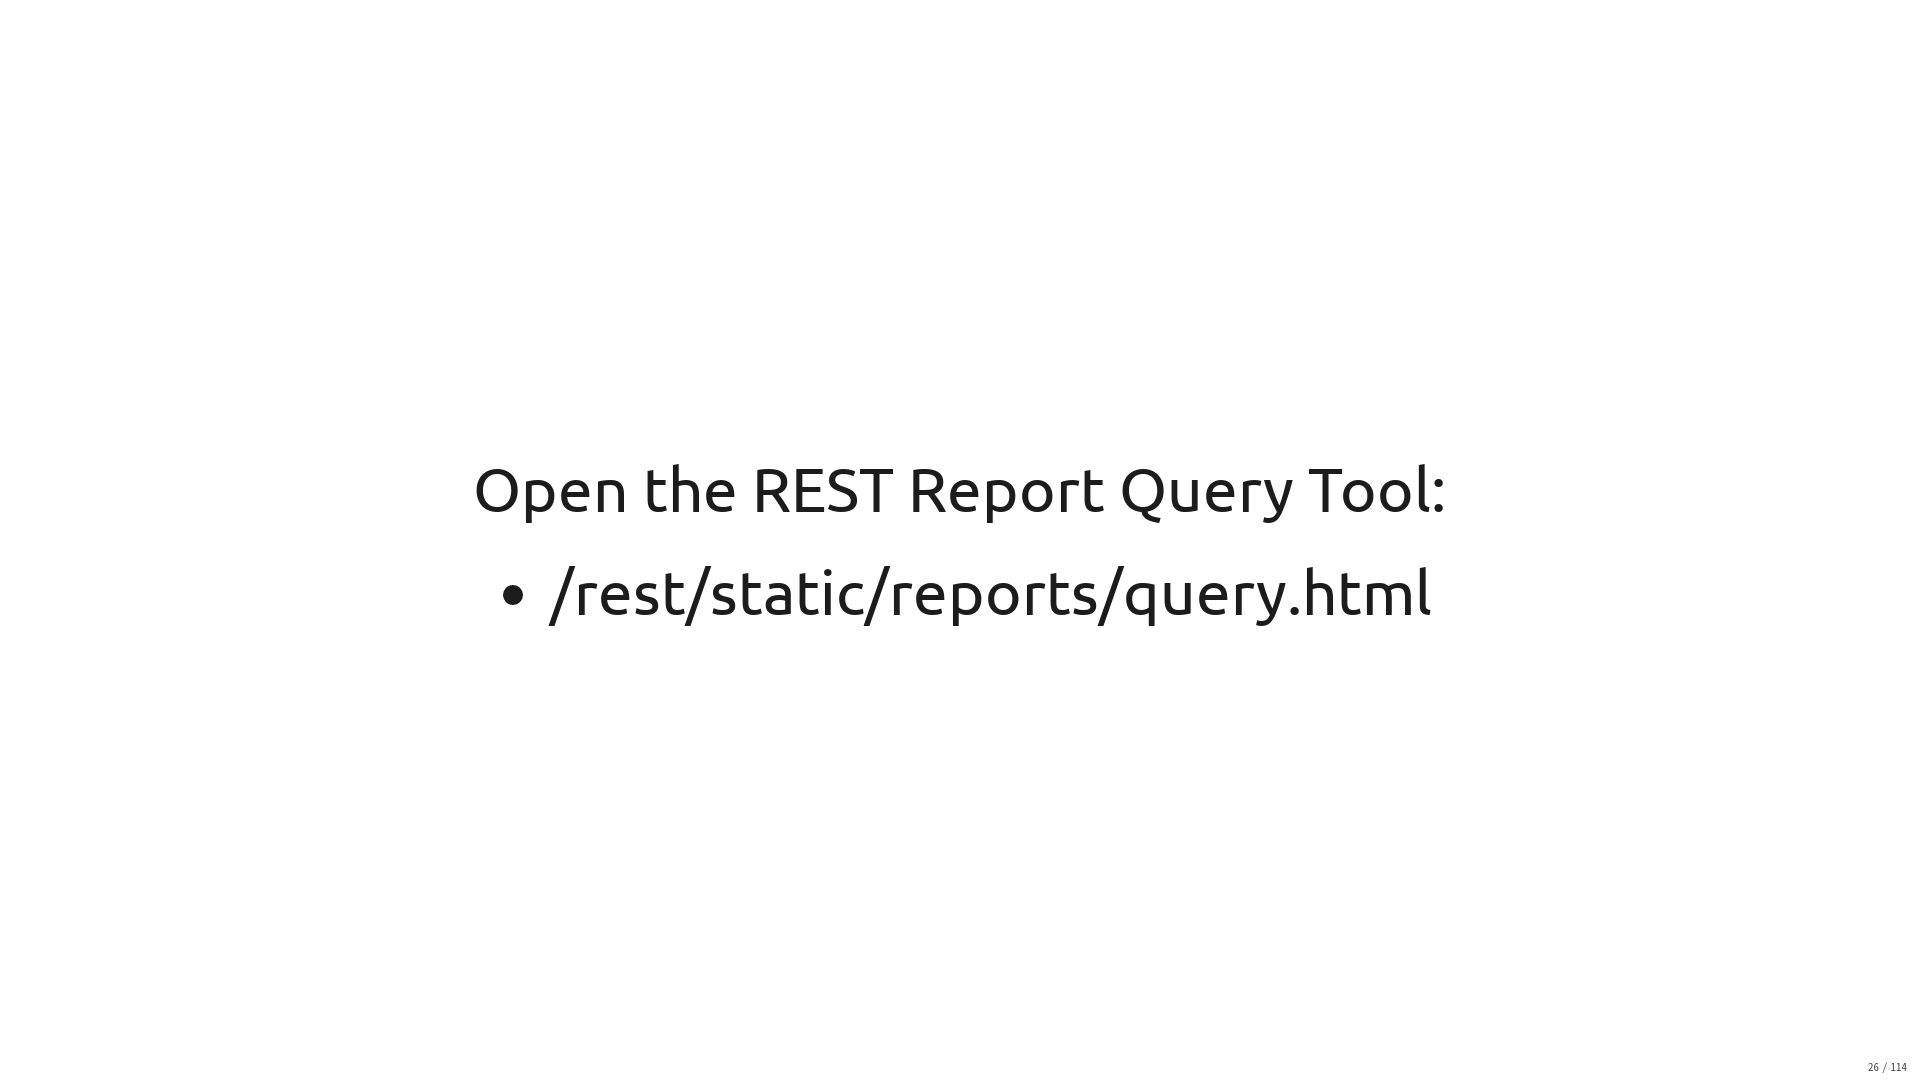 Open the REST Report Query Tool:
• /rest/static/reports/query.html
26 / 114